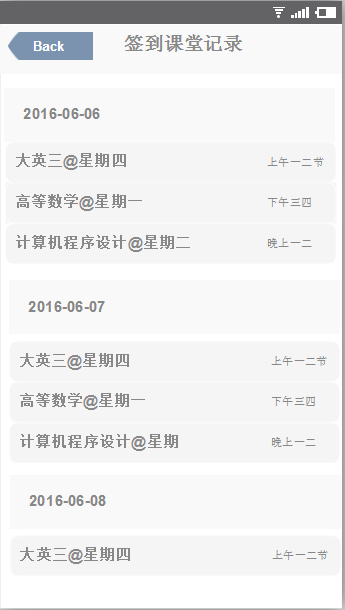 Back 签到课堂记录
2016-06-06
大英三@星期四 上午一二节
高等数学@星期一 下午三四
计算机程序设计@星期二 晚上一二
2016-06-07
大英三@星期四 上午一二节
高等数学@星期一 下午三四
计算机程序设计@星期 晚上一二
2016-06-08
大英三@星期四 上午一二节